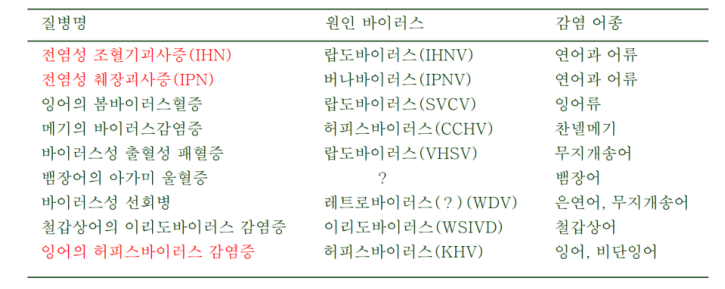 질병명 원인 바이러스 감염 어종
전염성 조혈기괴사증(IHN) 랍도바이러스(IHNV) 연어과 어류
전염성 췌장괴사증(IPN) 버나바이러스(IPNV) 연어과 어류
잉어의 봄바이러스혈증 랍도바이러스(SVCV) 잉어류
메기의 바이러스감염증 허피스바이러스(CCHV) 찬넬메기
바이러스성 출혈성 패혈증 랍도바이러스(VHSV) 무지개송어
뱀장어의 아가미 울혈증 ? 뱀장어
바이러스성 선회병 레트로바이러스(?)(WDV) 은연어, 무지개송어
철갑상어의 이리도바이러스 감염증 이리도바이러스(WSIVD) 철갑상어
잉어의 허피스바이러스 감염증 허피스바이러스(KHV) 잉어, 비단잉어